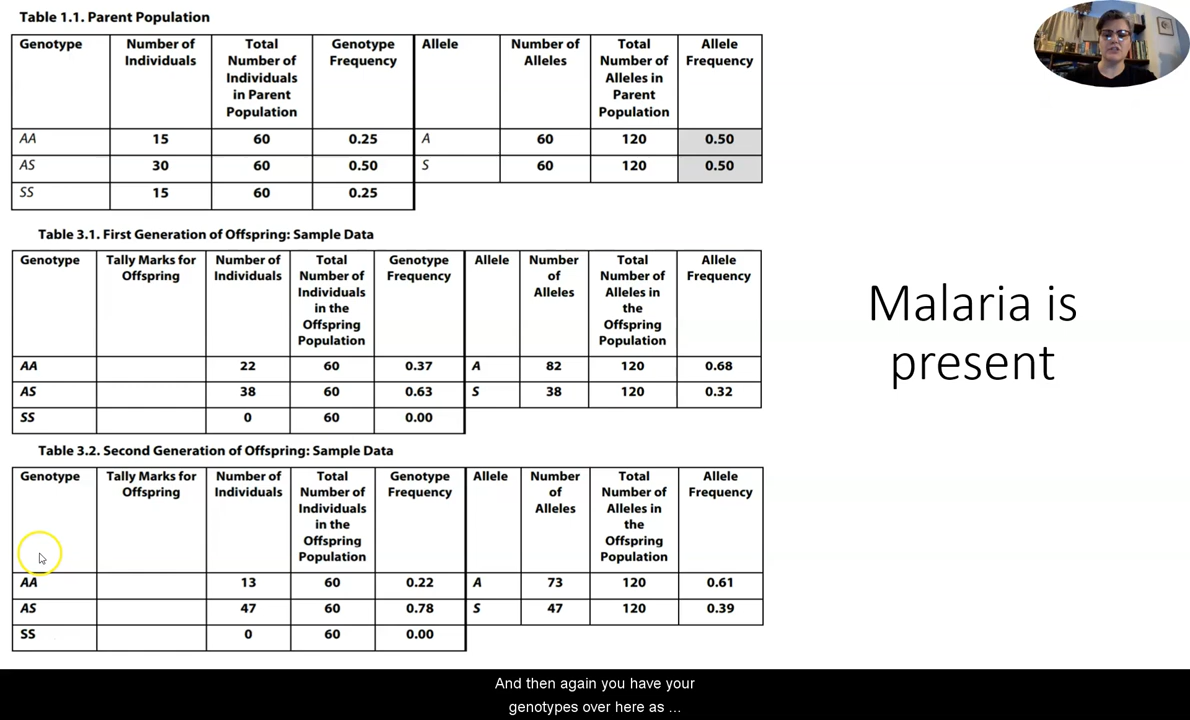 Table 1.1. Parent Population
Genotype Number of Individuals Total Number of Individuals in Parent Population Genotype Frequency Allele Number of Alleles Total Number of Alleles in Parent Population Allele Frequency
AA 15 60 0.25 A 60 120 0.50
AS 30 60 0.50 S 60 120 0.50
SS 15 60 0.25
Table 3.1. First Generation of Offspring: Sample Data
Genotype Tally Marks for Offspring Number of Individuals Total Number of Individuals in the Offspring Population Genotype Frequency Allele Number of Alleles Total Number of Alleles in the Offspring Population Allele Frequency
AA 22 60 0.37 A 82 120 0.68
AS 38 60 0.63 S 38 120 0.32
SS 0 60 0.00
Table 3.2. Second Generation of Offspring: Sample Data
Genotype Tally Marks for Offspring Number of Individuals Total Number of Individuals in the Offspring Population Genotype Frequency Allele Number of Alleles Total Number of Alleles in the Offspring Population Allele Frequency
AA 13 60 0.22 A 73 120 0.61
AS 47 60 0.78 S 47 120 0.39
SS 0 60 0.00
Malaria is
present
And then again you have your
genotypes over here as ...